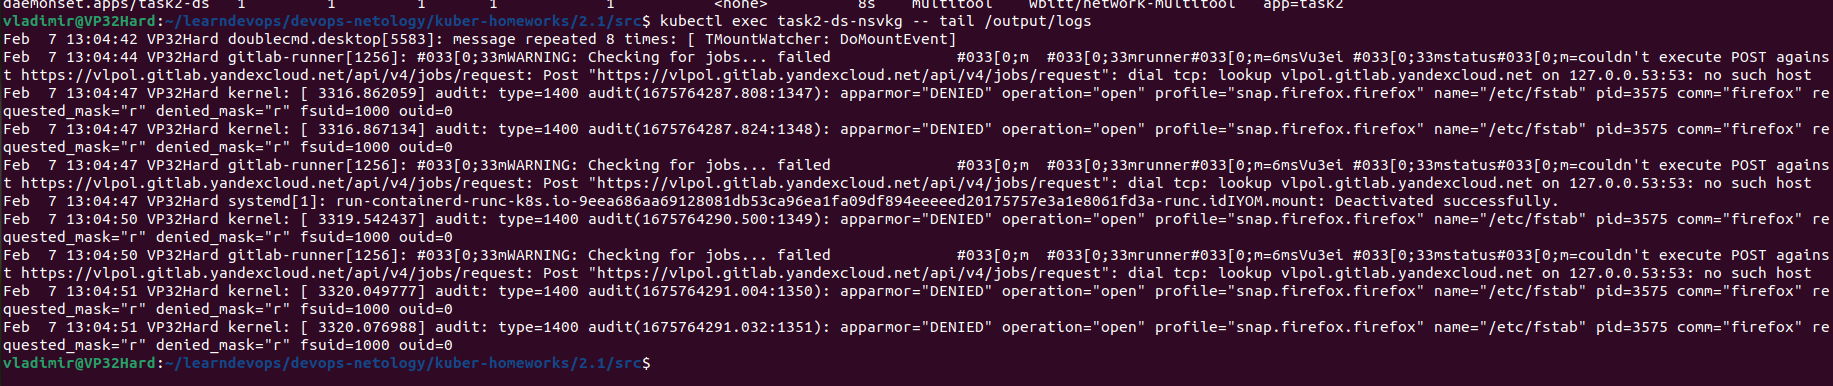 daemonset.apps/task2-ds   1         1         1       1            1           <none>          8s    multitool    wbitt/network-multitool   app=task2
vladimir@VP32Hard:~/learndevops/devops-netology/kuber-homeworks/2.1/src$ kubectl exec task2-ds-nsvkg -- tail /output/logs
Feb  7 13:04:42 VP32Hard doublecmd.desktop[5583]: message repeated 8 times: [ TMountWatcher: DoMountEvent]
Feb  7 13:04:44 VP32Hard gitlab-runner[1256]: #033[0;33mWARNING: Checking for jobs... failed               #033[0;m  #033[0;33mrunner#033[0;m=6msVu3ei #033[0;33mstatus#033[0;m=couldn't execute POST agains
t https://vlpol.gitlab.yandexcloud.net/api/v4/jobs/request: Post "https://vlpol.gitlab.yandexcloud.net/api/v4/jobs/request": dial tcp: lookup vlpol.gitlab.yandexcloud.net on 127.0.0.53:53: no such host
Feb  7 13:04:47 VP32Hard kernel: [ 3316.862059] audit: type=1400 audit(1675764287.808:1347): apparmor="DENIED" operation="open" profile="snap.firefox.firefox" name="/etc/fstab" pid=3575 comm="firefox" re
quested_mask="r" denied_mask="r" fsuid=1000 ouid=0
Feb  7 13:04:47 VP32Hard kernel: [ 3316.867134] audit: type=1400 audit(1675764287.824:1348): apparmor="DENIED" operation="open" profile="snap.firefox.firefox" name="/etc/fstab" pid=3575 comm="firefox" re
quested_mask="r" denied_mask="r" fsuid=1000 ouid=0
Feb  7 13:04:47 VP32Hard gitlab-runner[1256]: #033[0;33mWARNING: Checking for jobs... failed               #033[0;m  #033[0;33mrunner#033[0;m=6msVu3ei #033[0;33mstatus#033[0;m=couldn't execute POST agains
t https://vlpol.gitlab.yandexcloud.net/api/v4/jobs/request: Post "https://vlpol.gitlab.yandexcloud.net/api/v4/jobs/request": dial tcp: lookup vlpol.gitlab.yandexcloud.net on 127.0.0.53:53: no such host
Feb  7 13:04:47 VP32Hard systemd[1]: run-containerd-runc-k8s.io-9eea686aa69128081db53ca96ea1fa09df894eeeeed20175757e3a1e8061fd3a-runc.idIYOM.mount: Deactivated successfully.
Feb  7 13:04:50 VP32Hard kernel: [ 3319.542437] audit: type=1400 audit(1675764290.500:1349): apparmor="DENIED" operation="open" profile="snap.firefox.firefox" name="/etc/fstab" pid=3575 comm="firefox" re
quested_mask="r" denied_mask="r" fsuid=1000 ouid=0
Feb  7 13:04:50 VP32Hard gitlab-runner[1256]: #033[0;33mWARNING: Checking for jobs... failed               #033[0;m  #033[0;33mrunner#033[0;m=6msVu3ei #033[0;33mstatus#033[0;m=couldn't execute POST agains
t https://vlpol.gitlab.yandexcloud.net/api/v4/jobs/request: Post "https://vlpol.gitlab.yandexcloud.net/api/v4/jobs/request": dial tcp: lookup vlpol.gitlab.yandexcloud.net on 127.0.0.53:53: no such host
Feb  7 13:04:51 VP32Hard kernel: [ 3320.049777] audit: type=1400 audit(1675764291.004:1350): apparmor="DENIED" operation="open" profile="snap.firefox.firefox" name="/etc/fstab" pid=3575 comm="firefox" re
quested_mask="r" denied_mask="r" fsuid=1000 ouid=0
Feb  7 13:04:51 VP32Hard kernel: [ 3320.076988] audit: type=1400 audit(1675764291.032:1351): apparmor="DENIED" operation="open" profile="snap.firefox.firefox" name="/etc/fstab" pid=3575 comm="firefox" re
quested_mask="r" denied_mask="r" fsuid=1000 ouid=0
vladimir@VP32Hard:~/learndevops/devops-netology/kuber-homeworks/2.1/src$